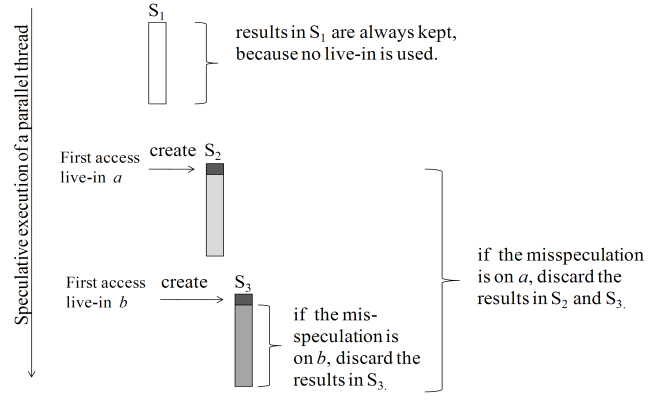 S1
results in S1 are always kept,
because no live-in is used.
Speculative execution of a parallel thread
First access
live-in a
create S2
First access
live-in b
create S3
if the mis-
speculation is
on b, discard the
results in S3.
if the misspeculation
is on a, discard the
results in S2 and S3.